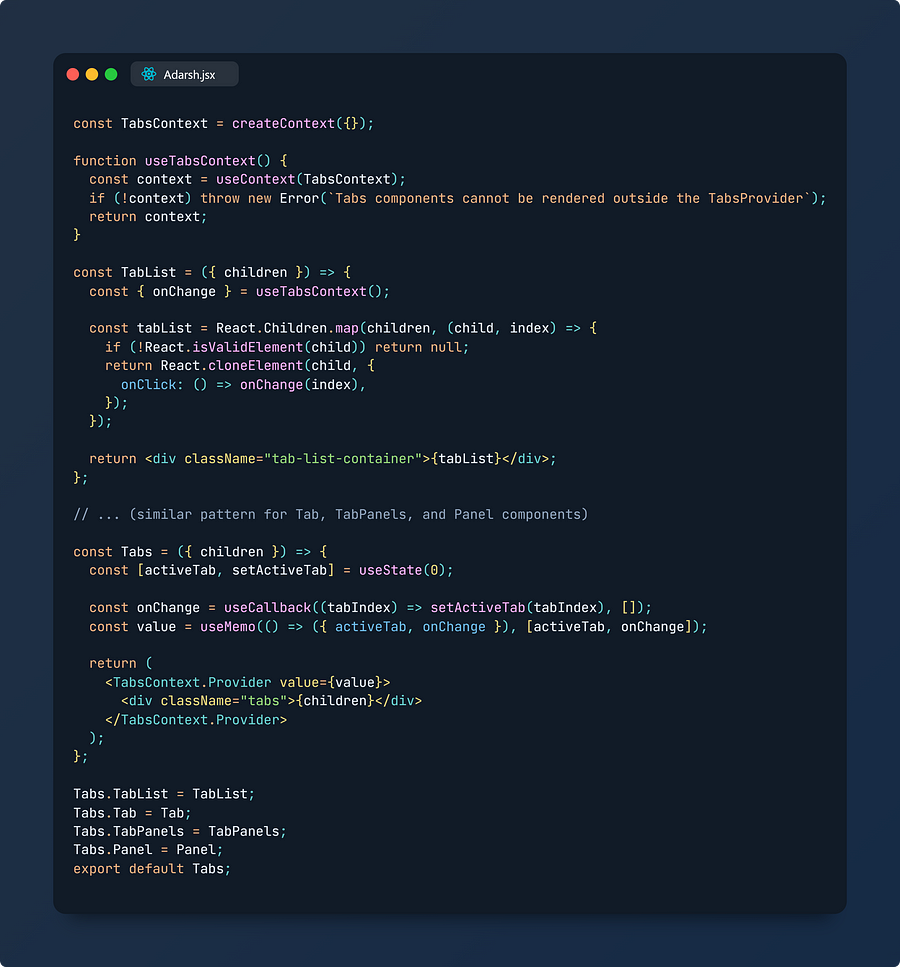 Adarsh.jsx
const TabsContext = createContext({});
function useTabsContext() {
  const context = useContext(TabsContext);
  if (!context) throw new Error(`Tabs components cannot be rendered outside the TabsProvider`);
  return context;
}
const TabList = ({ children }) => {
  const { onChange } = useTabsContext();
  const tabList = React.Children.map(children, (child, index) => {
    if (!React.isValidElement(child)) return null;
    return React.cloneElement(child, {
      onClick: () => onChange(index),
    });
  });
  return <div className="tab-list-container">{tabList}</div>;
};
// ... (similar pattern for Tab, TabPanels, and Panel components)
const Tabs = ({ children }) => {
  const [activeTab, setActiveTab] = useState(0);
  const onChange = useCallback((tabIndex) => setActiveTab(tabIndex), []);
  const value = useMemo(() => ({ activeTab, onChange }), [activeTab, onChange]);
  return (
    <TabsContext.Provider value={value}>
      <div className="tabs">{children}</div>
    </TabsContext.Provider>
  );
};
Tabs.TabList = TabList;
Tabs.Tab = Tab;
Tabs.TabPanels = TabPanels;
Tabs.Panel = Panel;
export default Tabs;